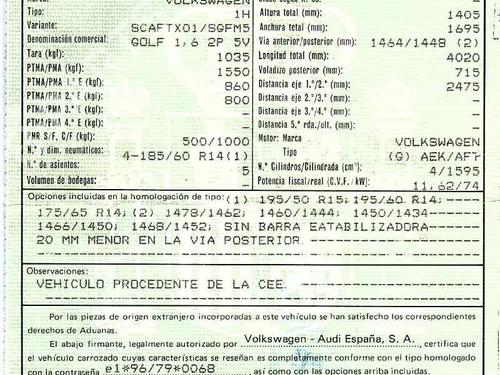 Marca: VOLKSWAGEN
Tipo: 1H
Variante: SCAFTX01/SGFM5
Denominación comercial: GOLF 1,6 2P 5V
Tara (kgf) 1035
PTMA/PMA (kgf) 1550
PTMA/PMA 1.º E (kgf) 860
PTMA/PMA 2.º E (kgf) 800
PTMA/PMA 3.º E (kgf) -
PTMA/PMA 4.º E (kgf) -
PMR S/F, C/F (kgf) 500/1000
N.º y dim. neumáticos: 4-185/60 R14(1)
N.º de asientos: 5
Volumen de bodegas: -
Altura total (mm): 1405
Anchura total (mm): 1695
Vía anterior/posterior (mm): 1464/1448 (2)
Longitud total (mm): 4020
Voladizo posterior (mm): 715
Distancia eje 1.º/2.º (mm): 2475
Distancia eje 2.º/3.º (mm): -
Distancia eje 3.º/4.º (mm): -
Distancia 5.ª rda./ult. (mm): -
Motor: Marca VOLKSWAGEN
Tipo (G) AEK/AFT
N.º Cilindros/Cilindrada (cm³): 4/1595
Potencia fiscal/real (C.V.F./kW): 11,62/74
Opciones incluidas en la homologación de tipo: (1) 195/50 R15; 195/60 R14;
175/65 R14; (2) 1478/1462; 1460/1444; 1450/1434--
1466/1450; 1468/1452; SIN BARRA EATABILIZADORA--
20 MM MENOR EN LA VIA POSTERIOR.
Observaciones:
VEHICULO PROCEDENTE DE LA CEE.
Por las piezas de origen extranjero incorporadas a este vehículo se han satisfecho los correspondientes
derechos de Aduanas.
El abajo firmante, legalmente autorizado por Volkswagen - Audi España, S. A., certifica
que el vehículo carrozado cuyas características se reseñan es completamente conforme con el tipo homologado
con la contraseña e1*96/79*0068 así como con las opciones arriba incluidas.